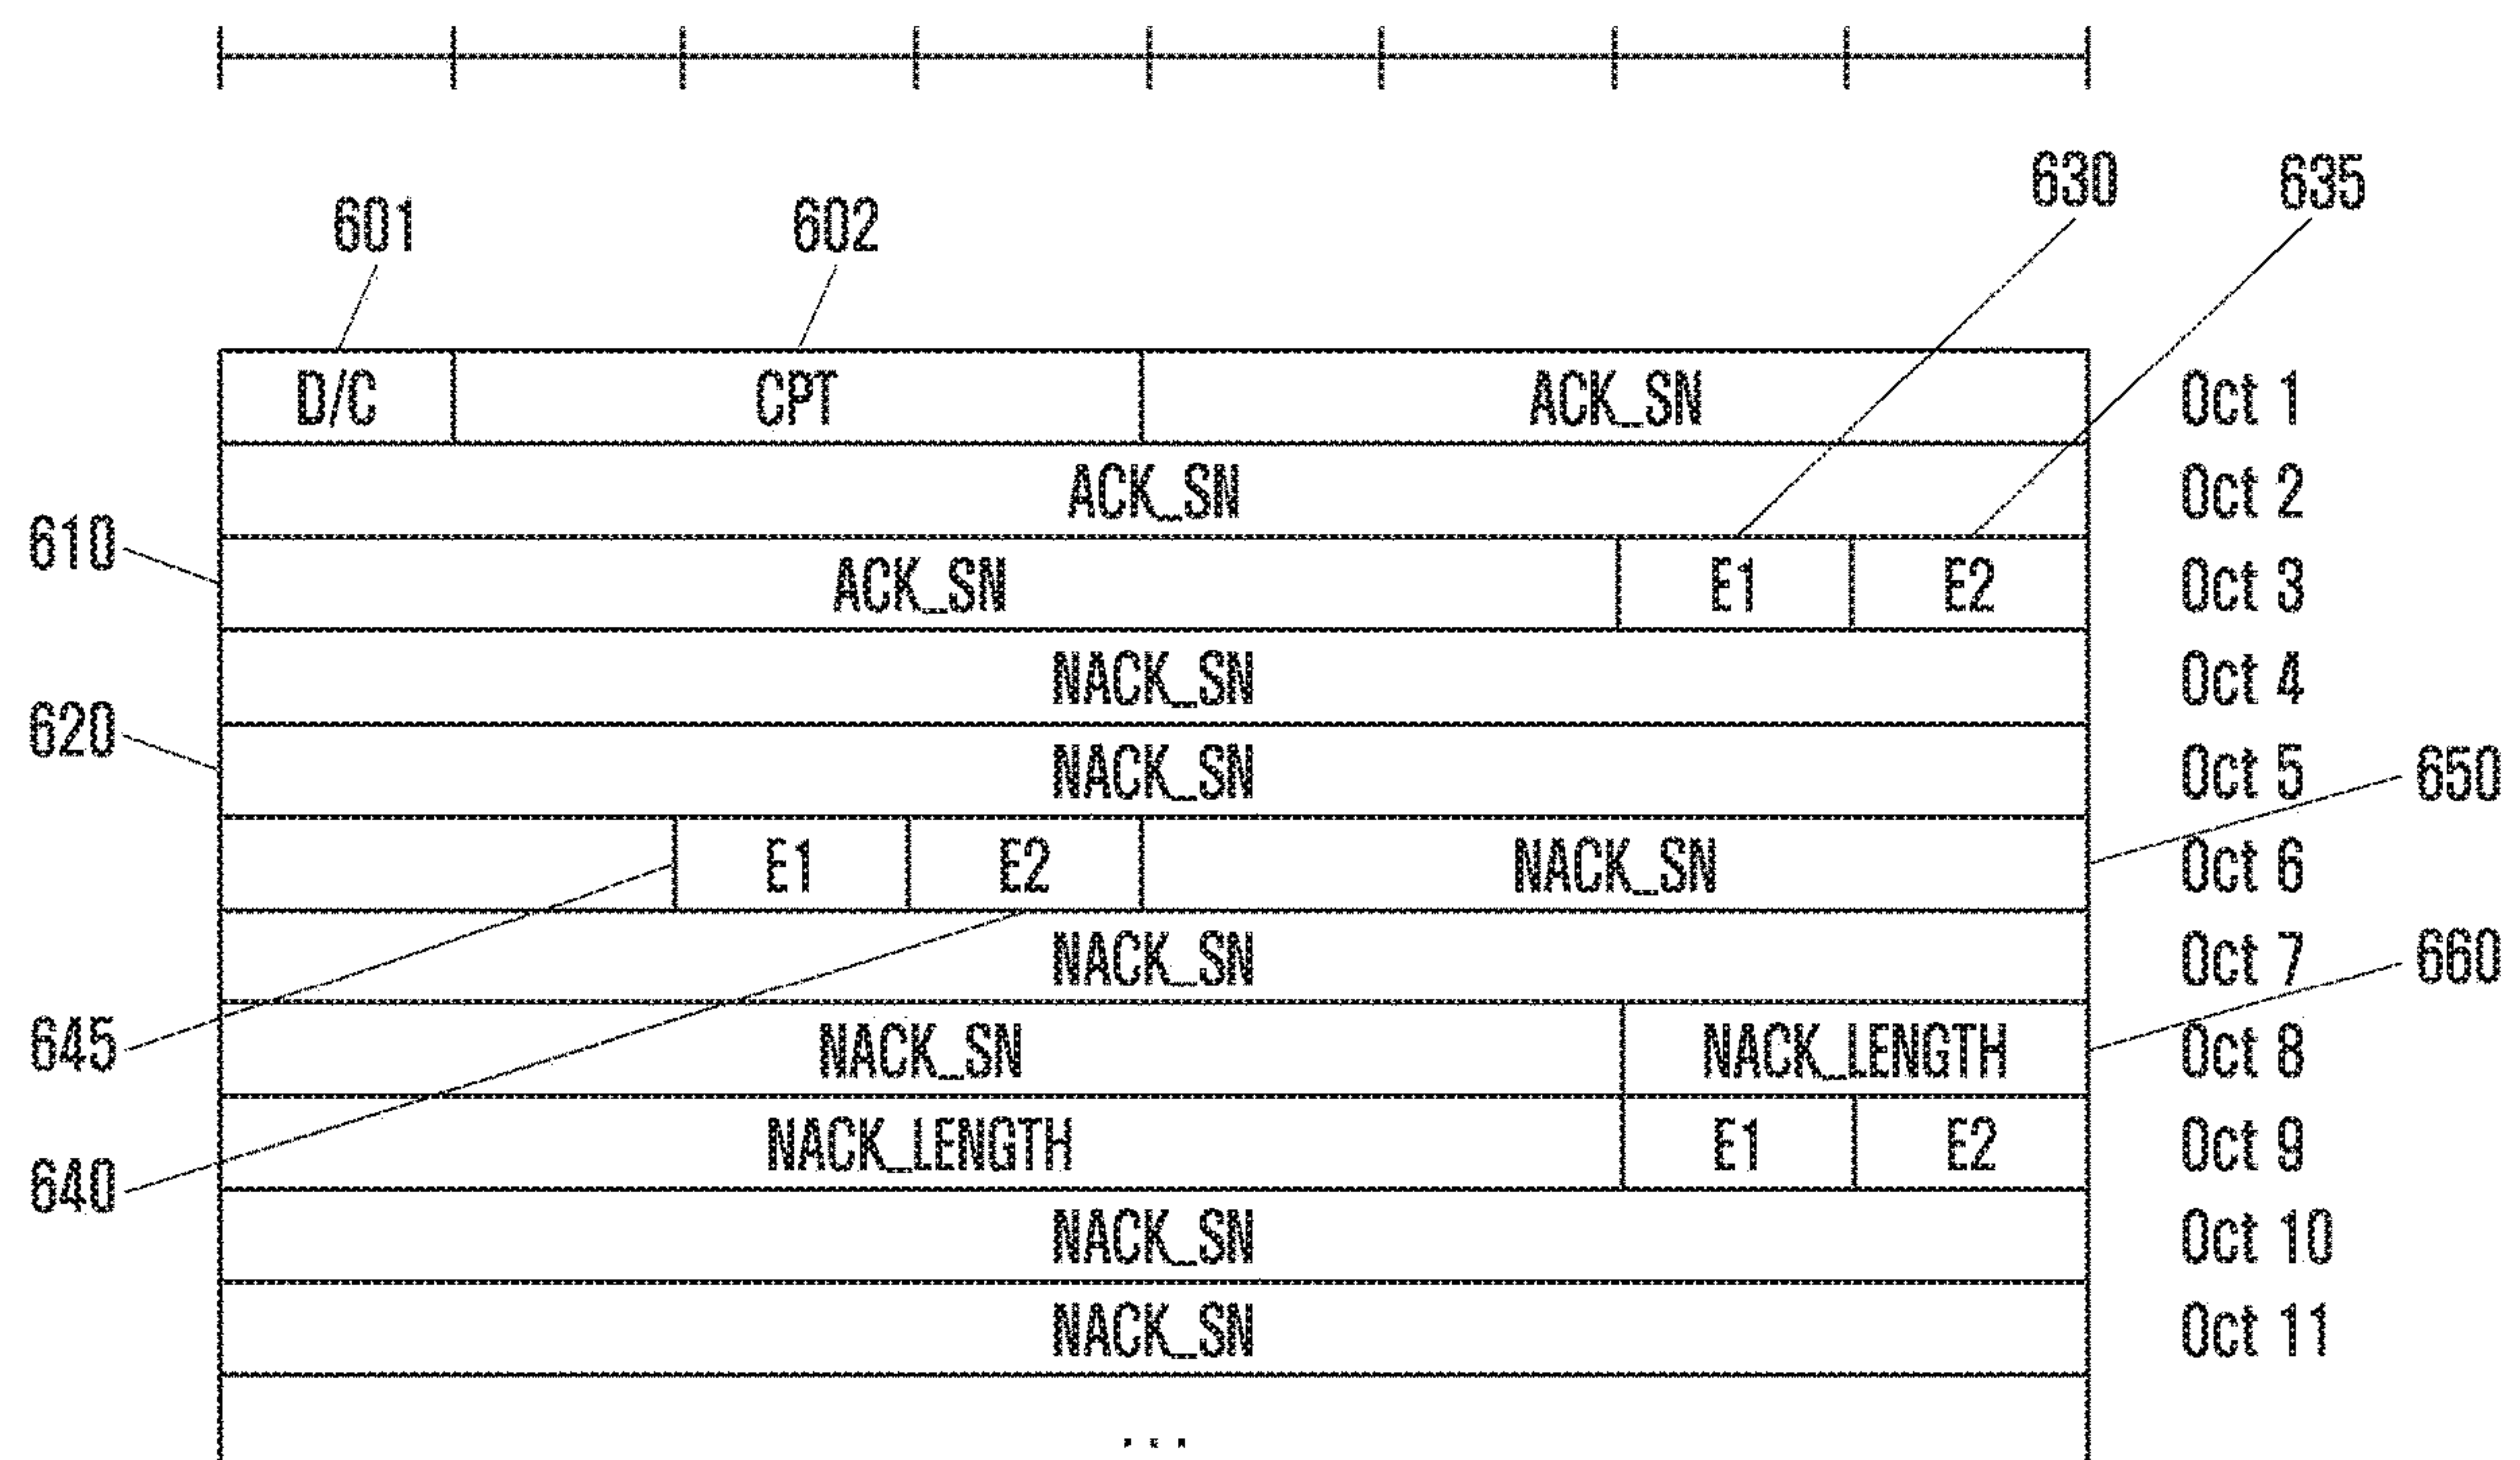 630 635
601 602
D/C CPT ACK_SN Oct 1
ACK_SN Oct 2
610 ACK_SN E1 E2 Oct 3
NACK_SN Oct 4
620 NACK_SN Oct 5 650
E1 E2 NACK_SN Oct 6
NACK_SN Oct 7 660
645 NACK_SN NACK_LENGTH Oct 8
640 NACK_LENGTH E1 E2 Oct 9
NACK_SN Oct 10
NACK_SN Oct 11
...